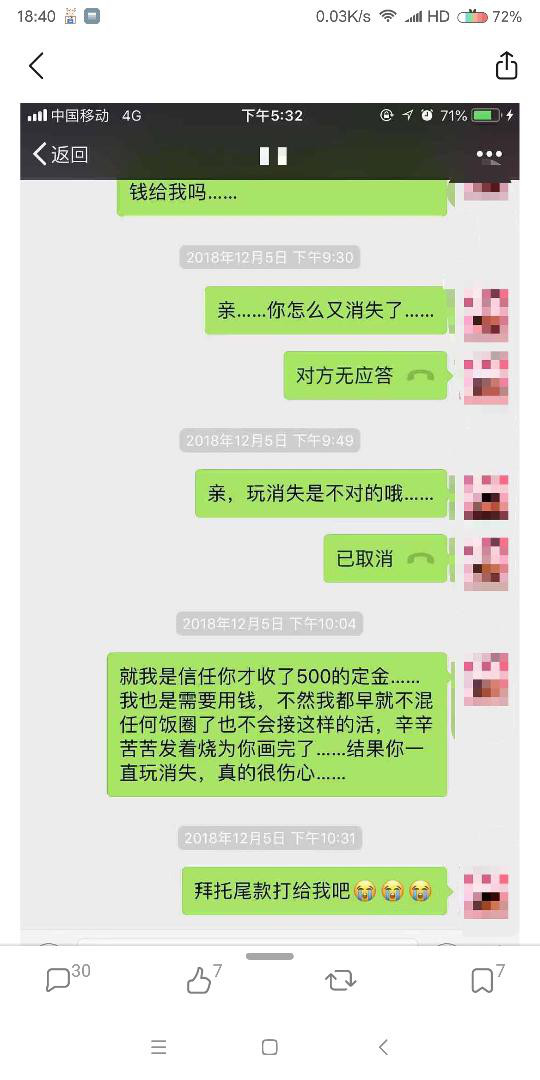 18:40 0.03K/s HD 72%
中国移动 4G 下午5:32 71%
返回
钱给我吗……
2018年12月5日 下午9:30
亲……你怎么又消失了……
对方无应答
2018年12月5日 下午9:49
亲，玩消失是不对的哦……
已取消
2018年12月5日 下午10:04
就我是信任你才收了500的定金……
我也是需要用钱，不然我都早就不混
任何饭圈了也不会接这样的活，辛辛
苦苦发着烧为你画完了……结果你一
直玩消失，真的很伤心……
2018年12月5日 下午10:31
拜托尾款打给我吧😭😭😭
30 7 7